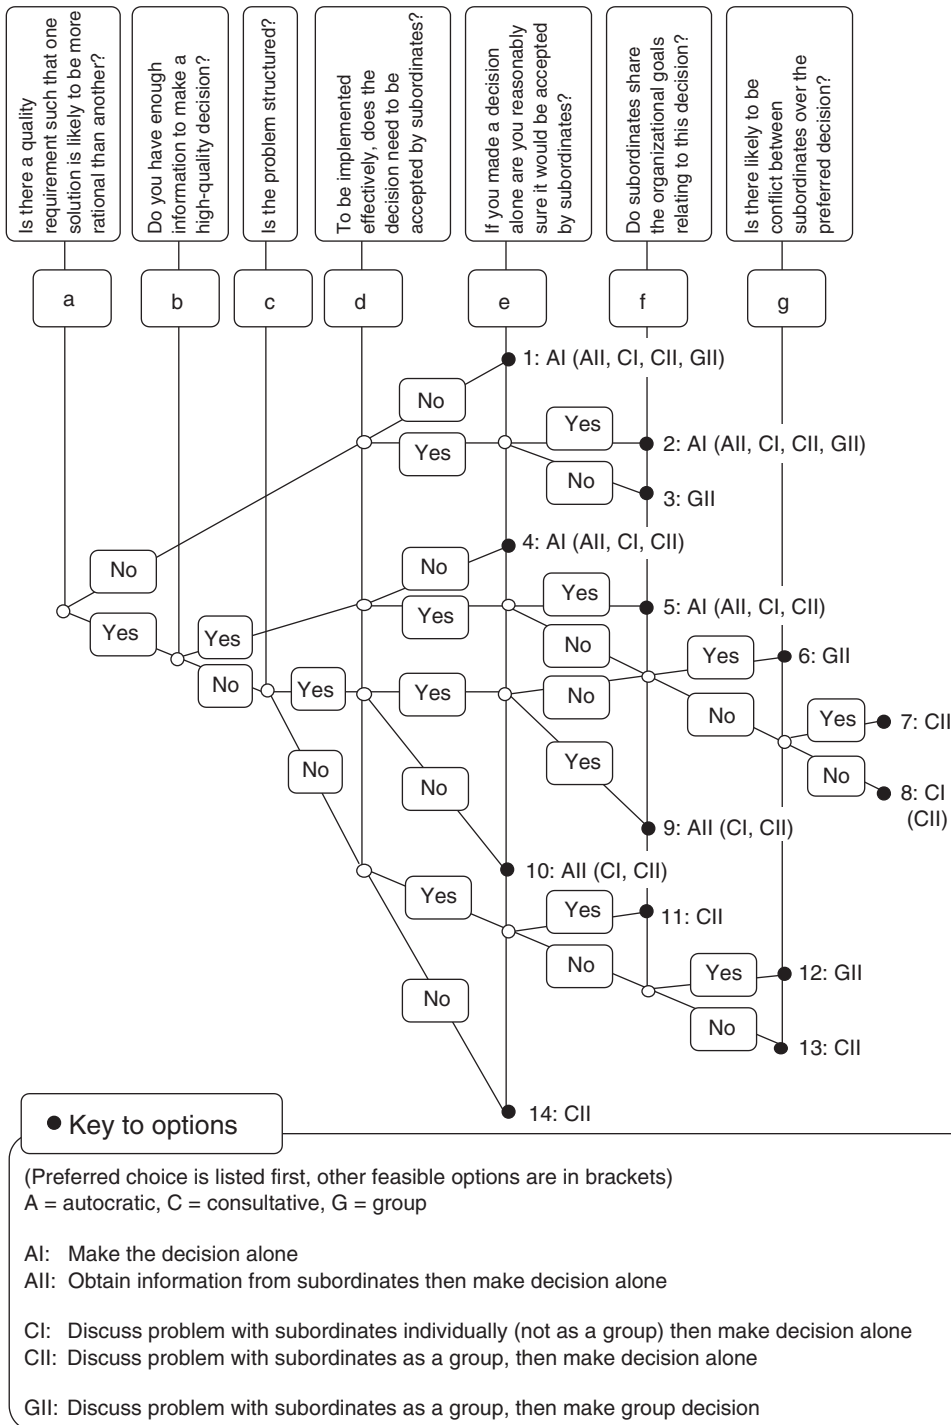 Is there a quality
requirement such that one
solution is likely to be more
rational than another?
Do you have enough
information to make a
high-quality decision?
Is the problem structured?
To be implemented
effectively, does the
decision need to be
accepted by subordinates?
If you made a decision
alone are you reasonably
sure it would be accepted
by subordinates?
Do subordinates share
the organizational goals
relating to this decision?
Is there likely to be
conflict between
subordinates over the
preferred decision?
a
b
c
d
e
f
g
1: AI (AII, CI, CII, GII)
No
Yes
Yes
2: AI (AII, CI, CII, GII)
No
3: GII
4: AI (AII, CI, CII)
No
No
Yes
Yes
5: AI (AII, CI, CII)
Yes
Yes
No
Yes
6: GII
No
Yes
Yes
No
No
Yes
7: CII
No
Yes
No
8: CI
(CII)
No
9: AII (CI, CII)
10: AII (CI, CII)
Yes
Yes
11: CII
No
Yes
12: GII
No
No
13: CII
14: CII
Key to options
(Preferred choice is listed first, other feasible options are in brackets)
A = autocratic, C = consultative, G = group
AI: Make the decision alone
AII: Obtain information from subordinates then make decision alone
CI: Discuss problem with subordinates individually (not as a group) then make decision alone
CII: Discuss problem with subordinates as a group, then make decision alone
GII: Discuss problem with subordinates as a group, then make group decision